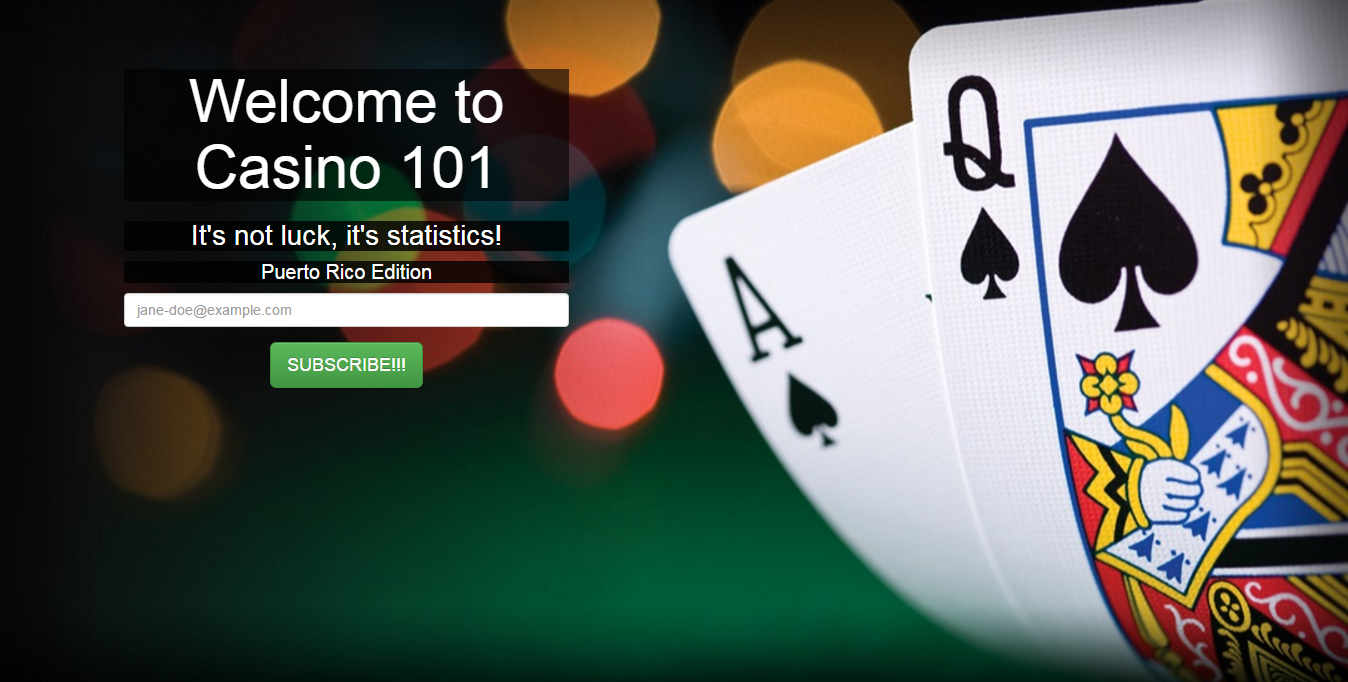 Welcome to
Casino 101
It's not luck, it's statistics!
Puerto Rico Edition
jane-doe@example.com
SUBSCRIBE!!!
A
Q